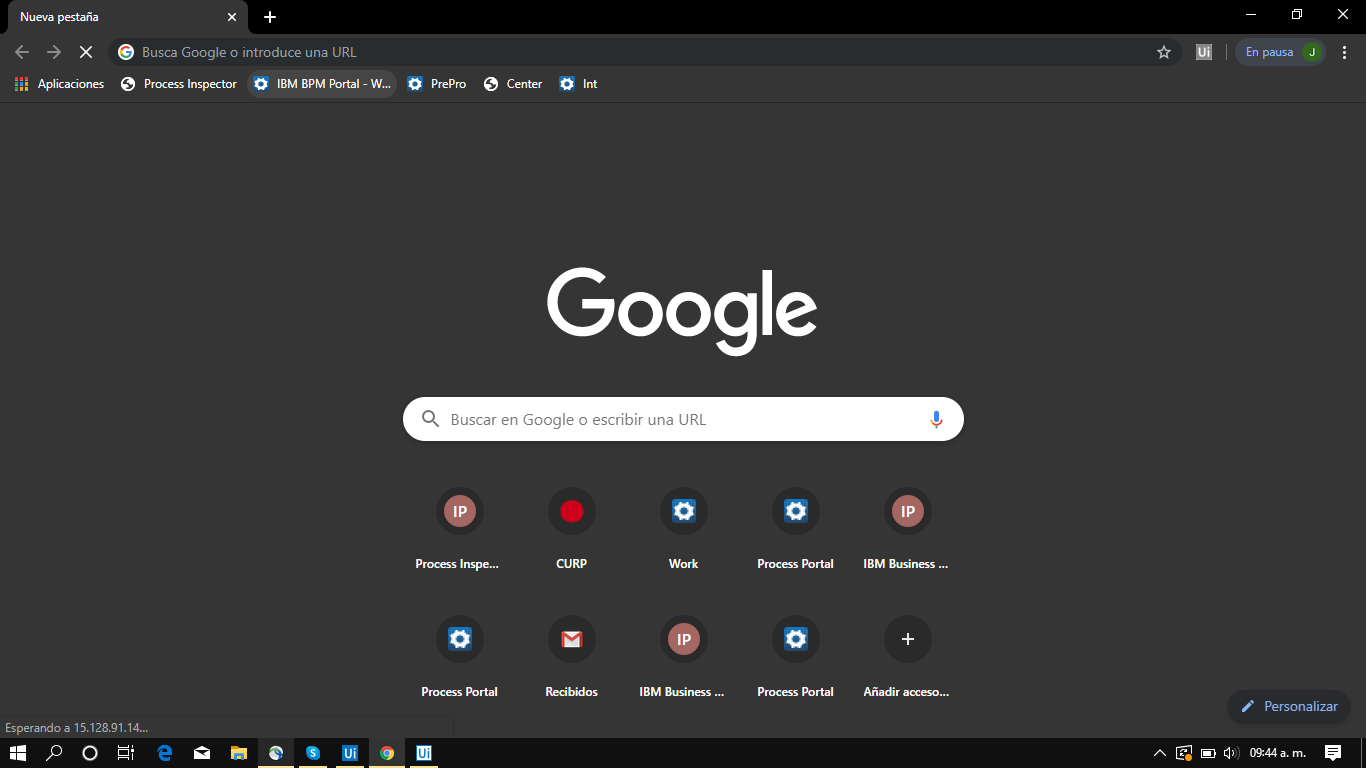 Nueva pestaña
Busca Google o introduce una URL
Ui
En pausa
J
Aplicaciones
Process Inspector
IBM BPM Portal - W...
PrePro
Center
Int
Google
Buscar en Google o escribir una URL
IP
IP
Process Inspe...
CURP
Work
Process Portal
IBM Business ...
IP
Process Portal
Recibidos
IBM Business ...
Process Portal
Añadir acceso...
Personalizar
Esperando a 15.128.91.14...
Ui
Ui
09:44 a. m.